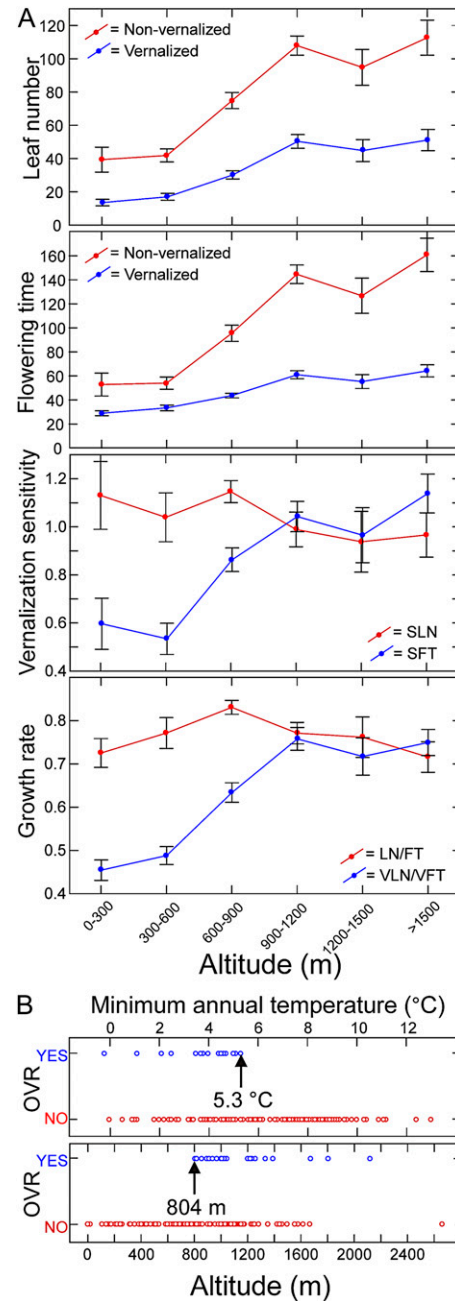 A
Leaf number
120
100
80
60
40
20
0
= Non-vernalized
= Vernalized
Flowering time
160
140
120
100
80
60
40
20
0
= Non-vernalized
= Vernalized
Vernalization sensitivity
1.2
1.0
0.8
0.6
0.4
= SLN
= SFT
Growth rate
0.8
0.7
0.6
0.5
0.4
= LN/FT
= VLN/VFT
0-300
300-600
600-900
900-1200
1200-1500
>1500
Altitude (m)
B
Minimum annual temperature (°C)
0 2 4 6 8 10 12
OVR
YES
NO
5.3 °C
OVR
YES
NO
804 m
0 400 800 1200 1600 2000 2400
Altitude (m)